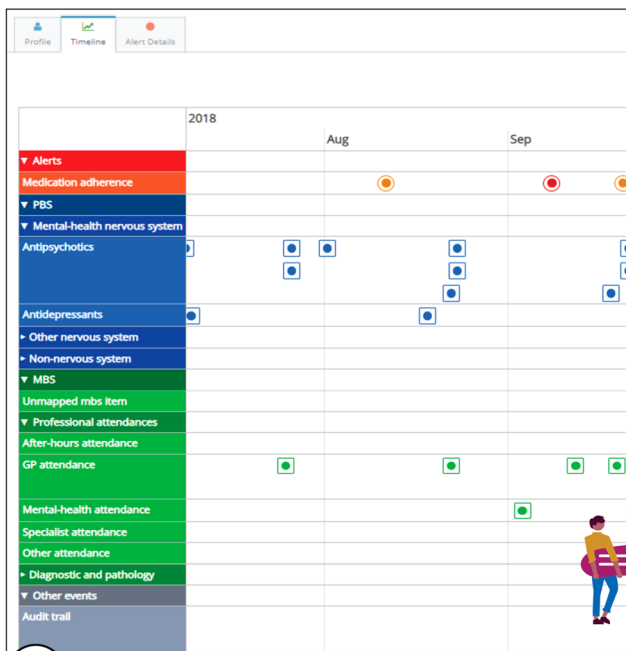 Profile
Timeline
Alert Details
2018
Aug
Sep
Alerts
Medication adherence
PBS
Mental-health nervous system
Antipsychotics
Antidepressants
Other nervous system
Non-nervous system
MBS
Unmapped mbs item
Professional attendances
After-hours attendance
GP attendance
Mental-health attendance
Specialist attendance
Other attendance
Diagnostic and pathology
Other events
Audit trail